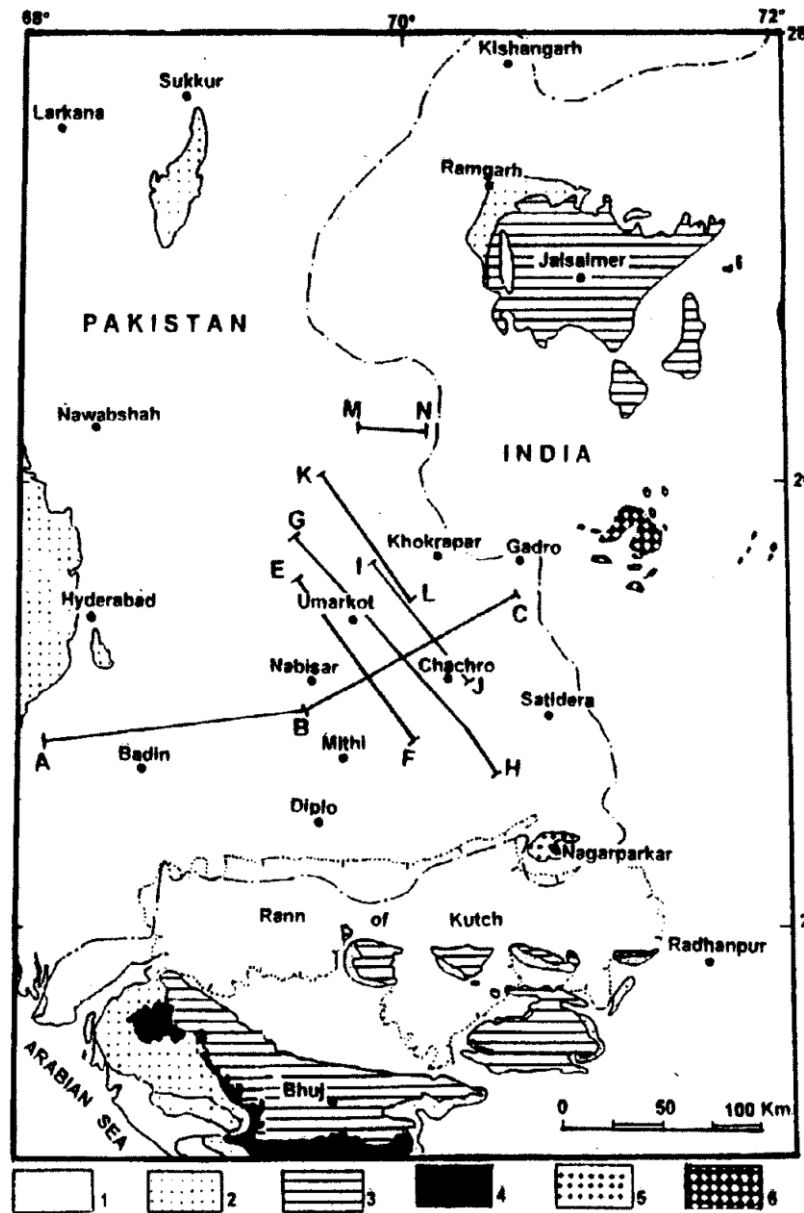 68° 70° 72°
28
Kishangarh
Sukkur
Larkana
Ramgarh
Jaisalmer
PAKISTAN
M N
Nawabshah
INDIA
K
2
G
Khokrapar
Gadro
I
E
L
Hyderabad
Umarkot
C
Nabisar
Chachro
J
Satidera
B
A
Badin
Mithi
F
H
Diplo
Nagarparkar
Rann of Kutch
2
Radhanpur
ARABIAN SEA
Bhuj
0 50 100 Km.
1 2 3 4 5 6